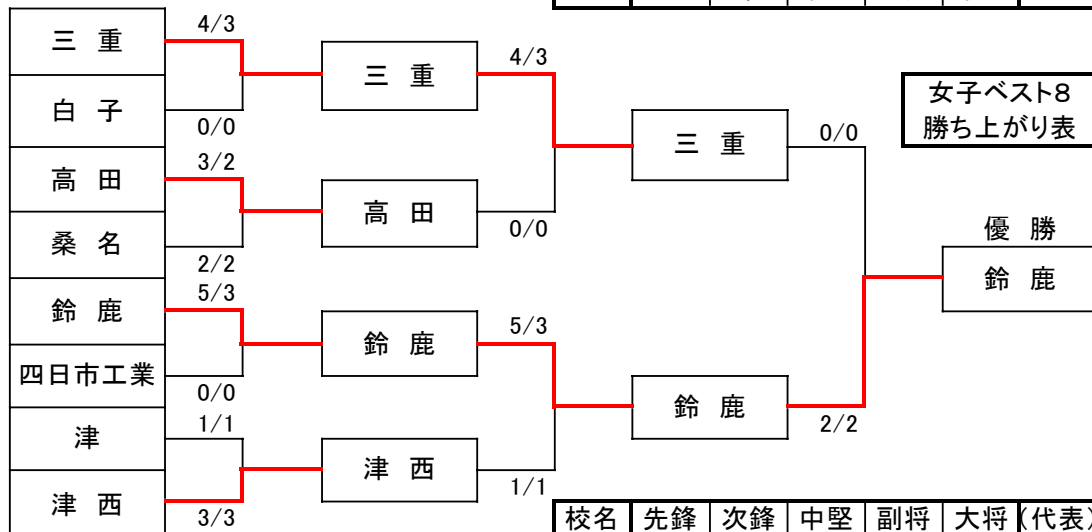 三 重
白 子
高 田
桑 名
鈴 鹿
四日市工業
津
津 西
4/3
0/0
3/2
2/2
5/3
0/0
1/1
3/3
三 重
高 田
鈴 鹿
津 西
4/3
0/0
5/3
1/1
三 重
鈴 鹿
0/0
2/2
女子ベスト8
勝ち上がり表
優 勝
鈴 鹿
校名 先鋒 次鋒 中堅 副将 大将 (代表)